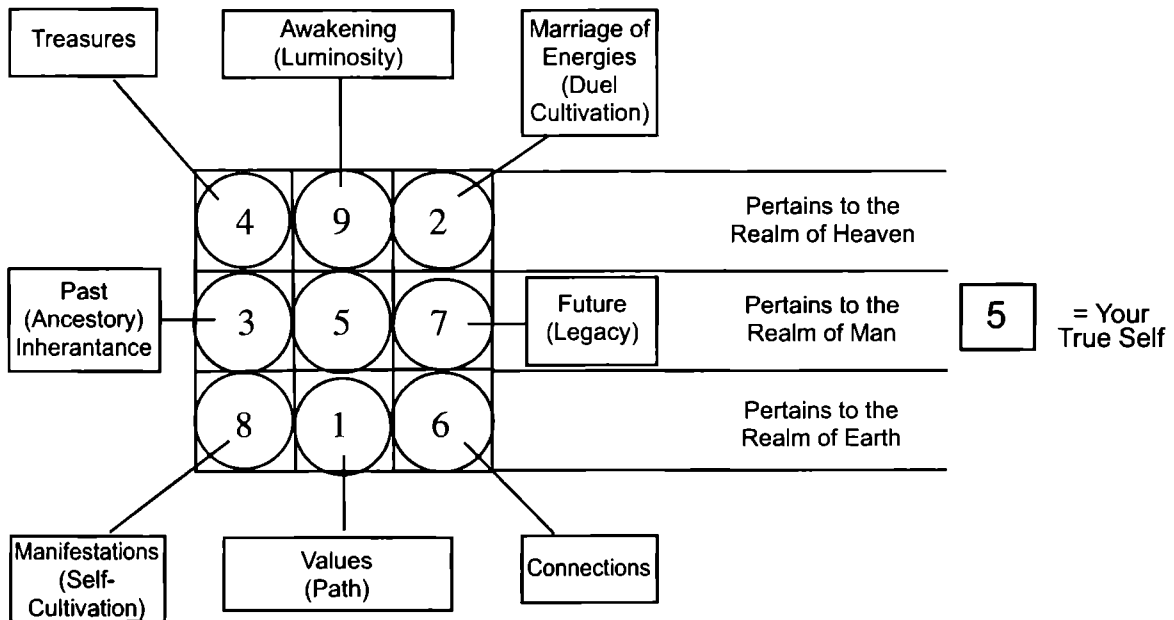 Treasures
Awakening
(Luminosity)
Marriage of
Energies
(Duel
Cultivation)
4 9 2
Pertains to the
Realm of Heaven
Past
(Ancestory)
Inherantance
3 5 7
Future
(Legacy)
Pertains to the
Realm of Man
5
= Your
True Self
8 1 6
Pertains to the
Realm of Earth
Manifestations
(Self-
Cultivation)
Values
(Path)
Connections